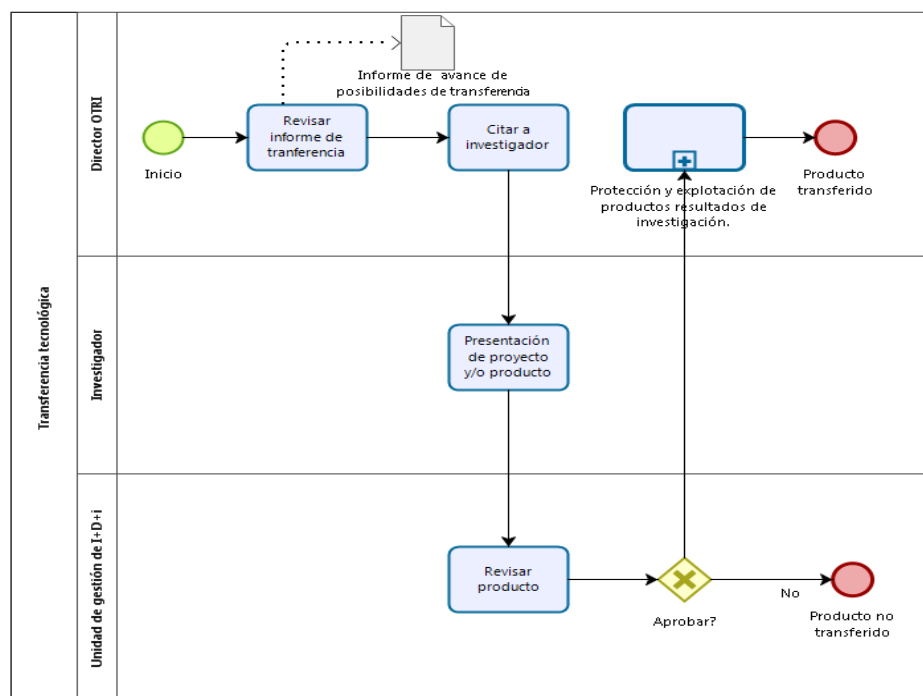 Transferencia tecnológica
Director OTRI
Inicio
Revisar
informe de
tranferencia
Informe de avance de
posibilidades de transferencia
Citar a
investigador
Protección y explotación de
productos resultados de
investigación.
Producto
transferido
Investigador
Presentación
de proyecto
y/o producto
Unidad de gestión de I+D+i
Revisar
producto
Aprobar?
No
Producto no
transferido